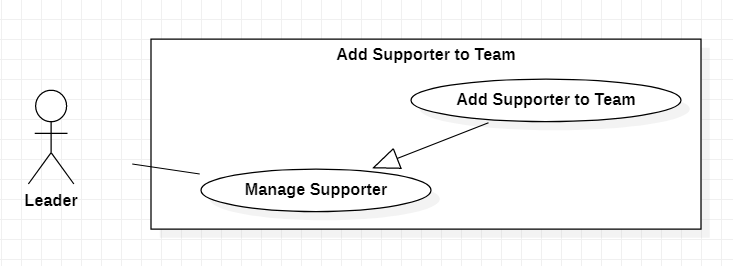 Add Supporter to Team
Add Supporter to Team
Manage Supporter
Leader